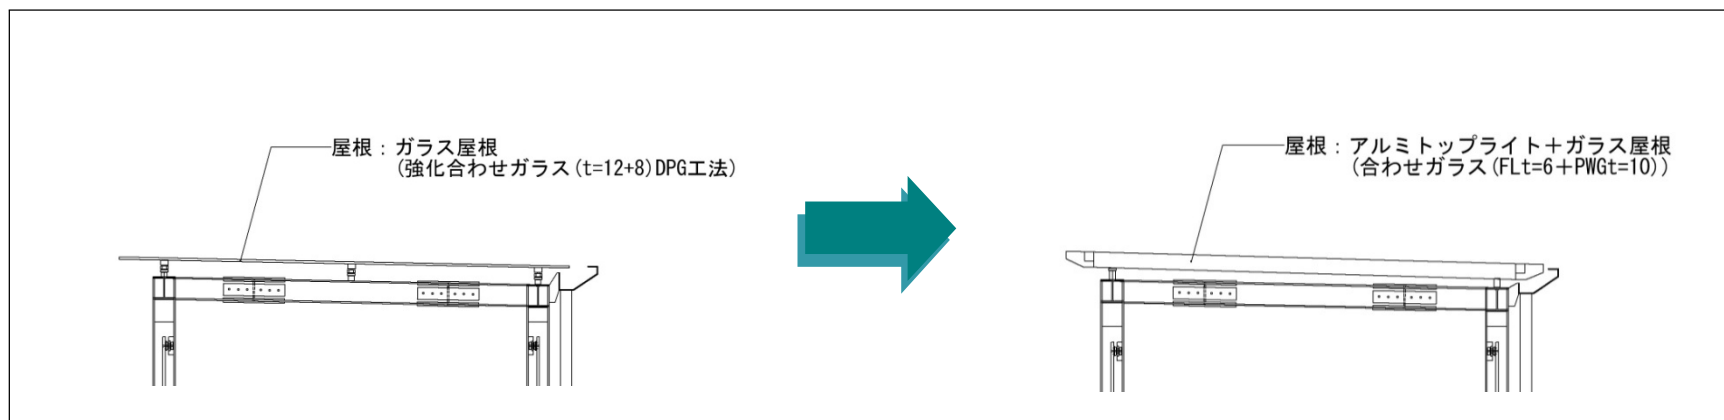 屋根：ガラス屋根
(強化合わせガラス(t=12+8)DPG工法)
屋根：アルミトップライト＋ガラス屋根
(合わせガラス(FLt=6＋PWGt=10))